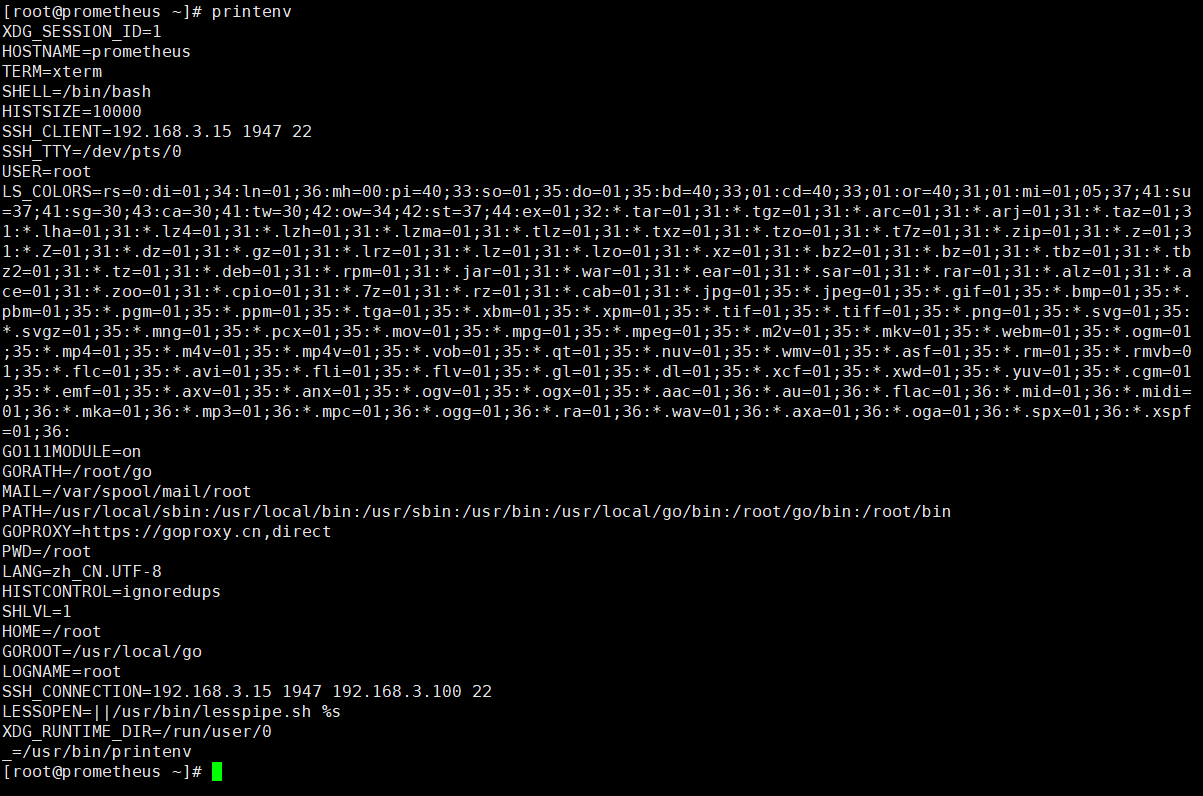 [root@prometheus ~]# printenv
XDG_SESSION_ID=1
HOSTNAME=prometheus
TERM=xterm
SHELL=/bin/bash
HISTSIZE=10000
SSH_CLIENT=192.168.3.15 1947 22
SSH_TTY=/dev/pts/0
USER=root
LS_COLORS=rs=0:di=01;34:ln=01;36:mh=00:pi=40;33:so=01;35:do=01;35:bd=40;33;01:cd=40;33;01:or=40;31;01:mi=01;05;37;41:su
=37;41:sg=30;43:ca=30;41:tw=30;42:ow=34;42:st=37;44:ex=01;32:*.tar=01;31:*.tgz=01;31:*.arc=01;31:*.arj=01;31:*.taz=01;3
1:*.lha=01;31:*.lz4=01;31:*.lzh=01;31:*.lzma=01;31:*.tlz=01;31:*.txz=01;31:*.tzo=01;31:*.t7z=01;31:*.zip=01;31:*.z=01;3
1:*.Z=01;31:*.dz=01;31:*.gz=01;31:*.lrz=01;31:*.lz=01;31:*.lzo=01;31:*.xz=01;31:*.bz2=01;31:*.bz=01;31:*.tbz=01;31:*.tb
z2=01;31:*.tz=01;31:*.deb=01;31:*.rpm=01;31:*.jar=01;31:*.war=01;31:*.ear=01;31:*.sar=01;31:*.rar=01;31:*.alz=01;31:*.a
ce=01;31:*.zoo=01;31:*.cpio=01;31:*.7z=01;31:*.rz=01;31:*.cab=01;31:*.jpg=01;35:*.jpeg=01;35:*.gif=01;35:*.bmp=01;35:*.
pbm=01;35:*.pgm=01;35:*.ppm=01;35:*.tga=01;35:*.xbm=01;35:*.xpm=01;35:*.tif=01;35:*.tiff=01;35:*.png=01;35:*.svg=01;35:
*.svgz=01;35:*.mng=01;35:*.pcx=01;35:*.mov=01;35:*.mpg=01;35:*.mpeg=01;35:*.m2v=01;35:*.mkv=01;35:*.webm=01;35:*.ogm=01
;35:*.mp4=01;35:*.m4v=01;35:*.mp4v=01;35:*.vob=01;35:*.qt=01;35:*.nuv=01;35:*.wmv=01;35:*.asf=01;35:*.rm=01;35:*.rmvb=0
1;35:*.flc=01;35:*.avi=01;35:*.fli=01;35:*.flv=01;35:*.gl=01;35:*.dl=01;35:*.xcf=01;35:*.xwd=01;35:*.yuv=01;35:*.cgm=01
;35:*.emf=01;35:*.axv=01;35:*.anx=01;35:*.ogv=01;35:*.ogx=01;35:*.aac=01;36:*.au=01;36:*.flac=01;36:*.mid=01;36:*.midi=
01;36:*.mka=01;36:*.mp3=01;36:*.mpc=01;36:*.ogg=01;36:*.ra=01;36:*.wav=01;36:*.axa=01;36:*.oga=01;36:*.spx=01;36:*.xspf
=01;36:
GO111MODULE=on
GORATH=/root/go
MAIL=/var/spool/mail/root
PATH=/usr/local/sbin:/usr/local/bin:/usr/sbin:/usr/bin:/usr/local/go/bin:/root/go/bin:/root/bin
GOPROXY=https://goproxy.cn,direct
PWD=/root
LANG=zh_CN.UTF-8
HISTCONTROL=ignoredups
SHLVL=1
HOME=/root
GOROOT=/usr/local/go
LOGNAME=root
SSH_CONNECTION=192.168.3.15 1947 192.168.3.100 22
LESSOPEN=||/usr/bin/lesspipe.sh %s
XDG_RUNTIME_DIR=/run/user/0
_=/usr/bin/printenv
[root@prometheus ~]#